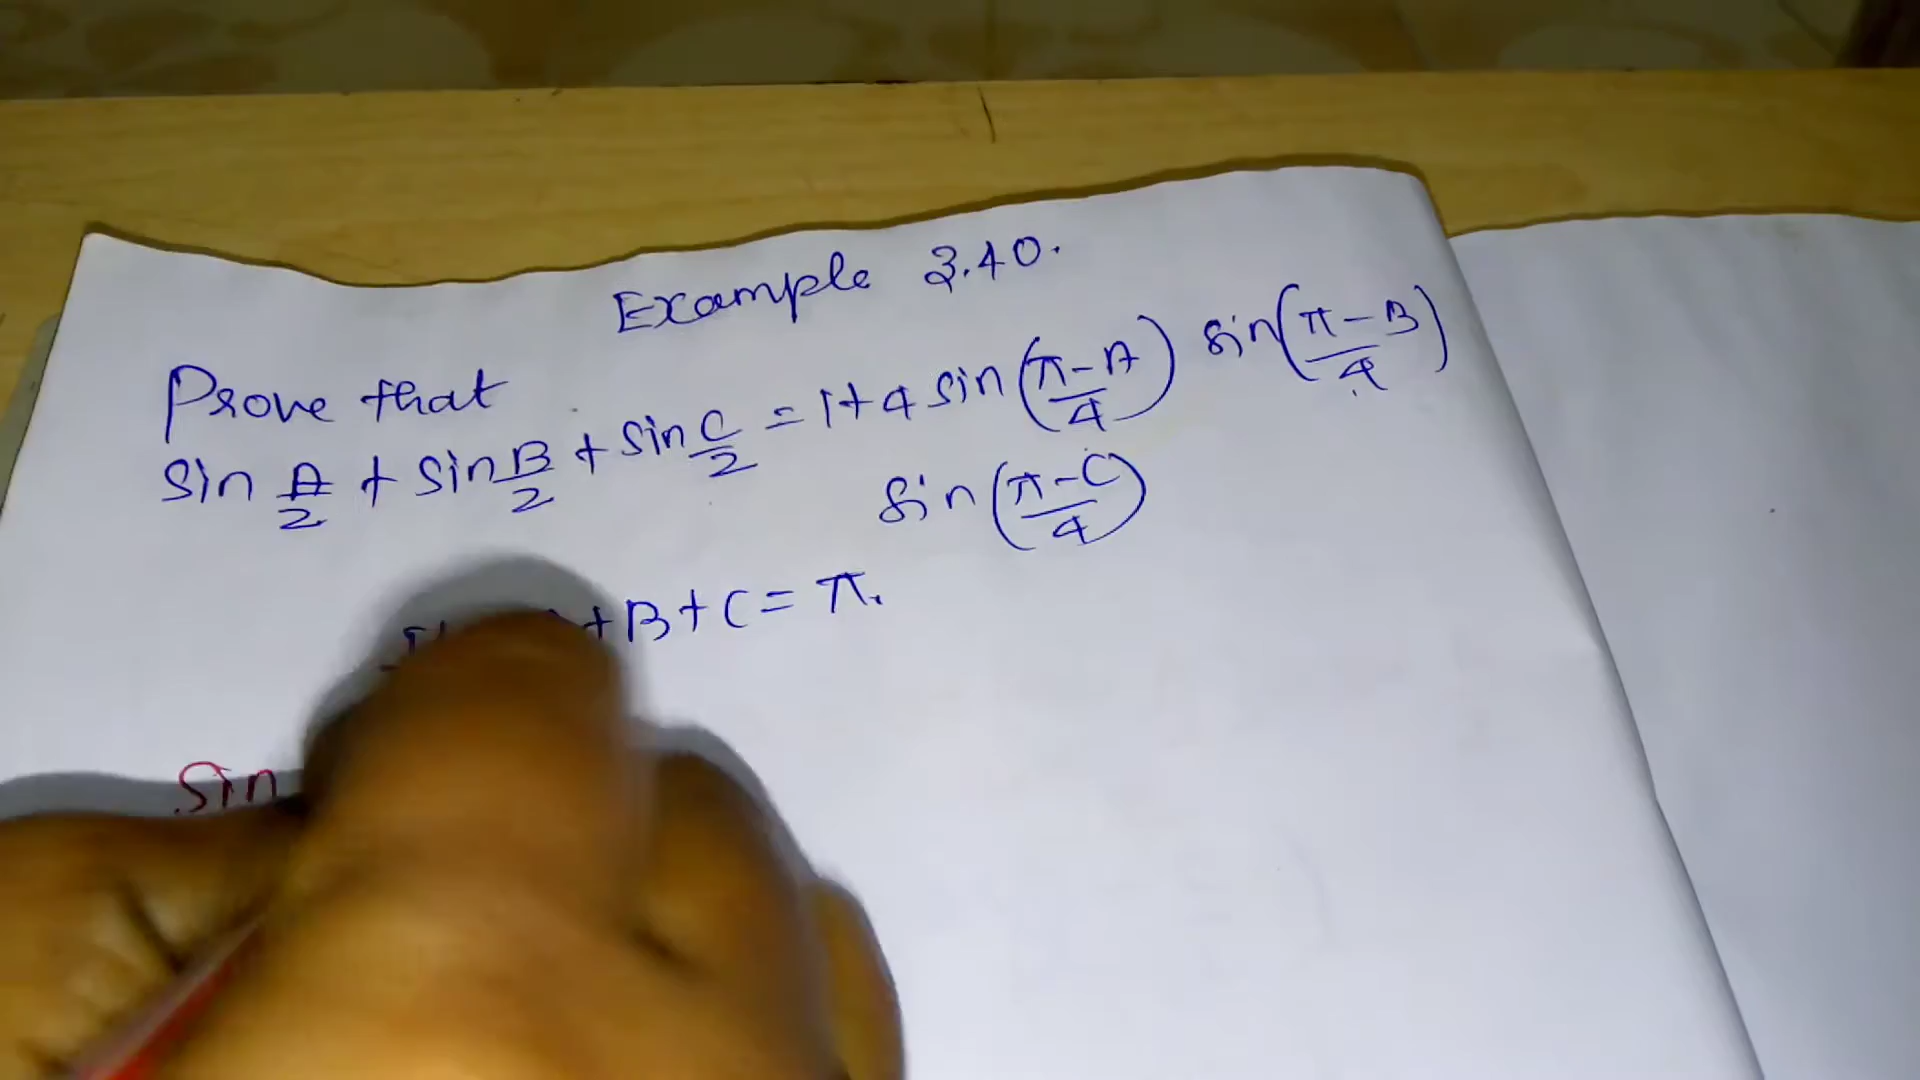 Example 3.40.
Prove that
sin A/2 + sin B/2 + sin C/2 = 1+4 sin((π-A)/4) sin((π-B)/4)
sin((π-C)/4)
+B+C=π.
sin